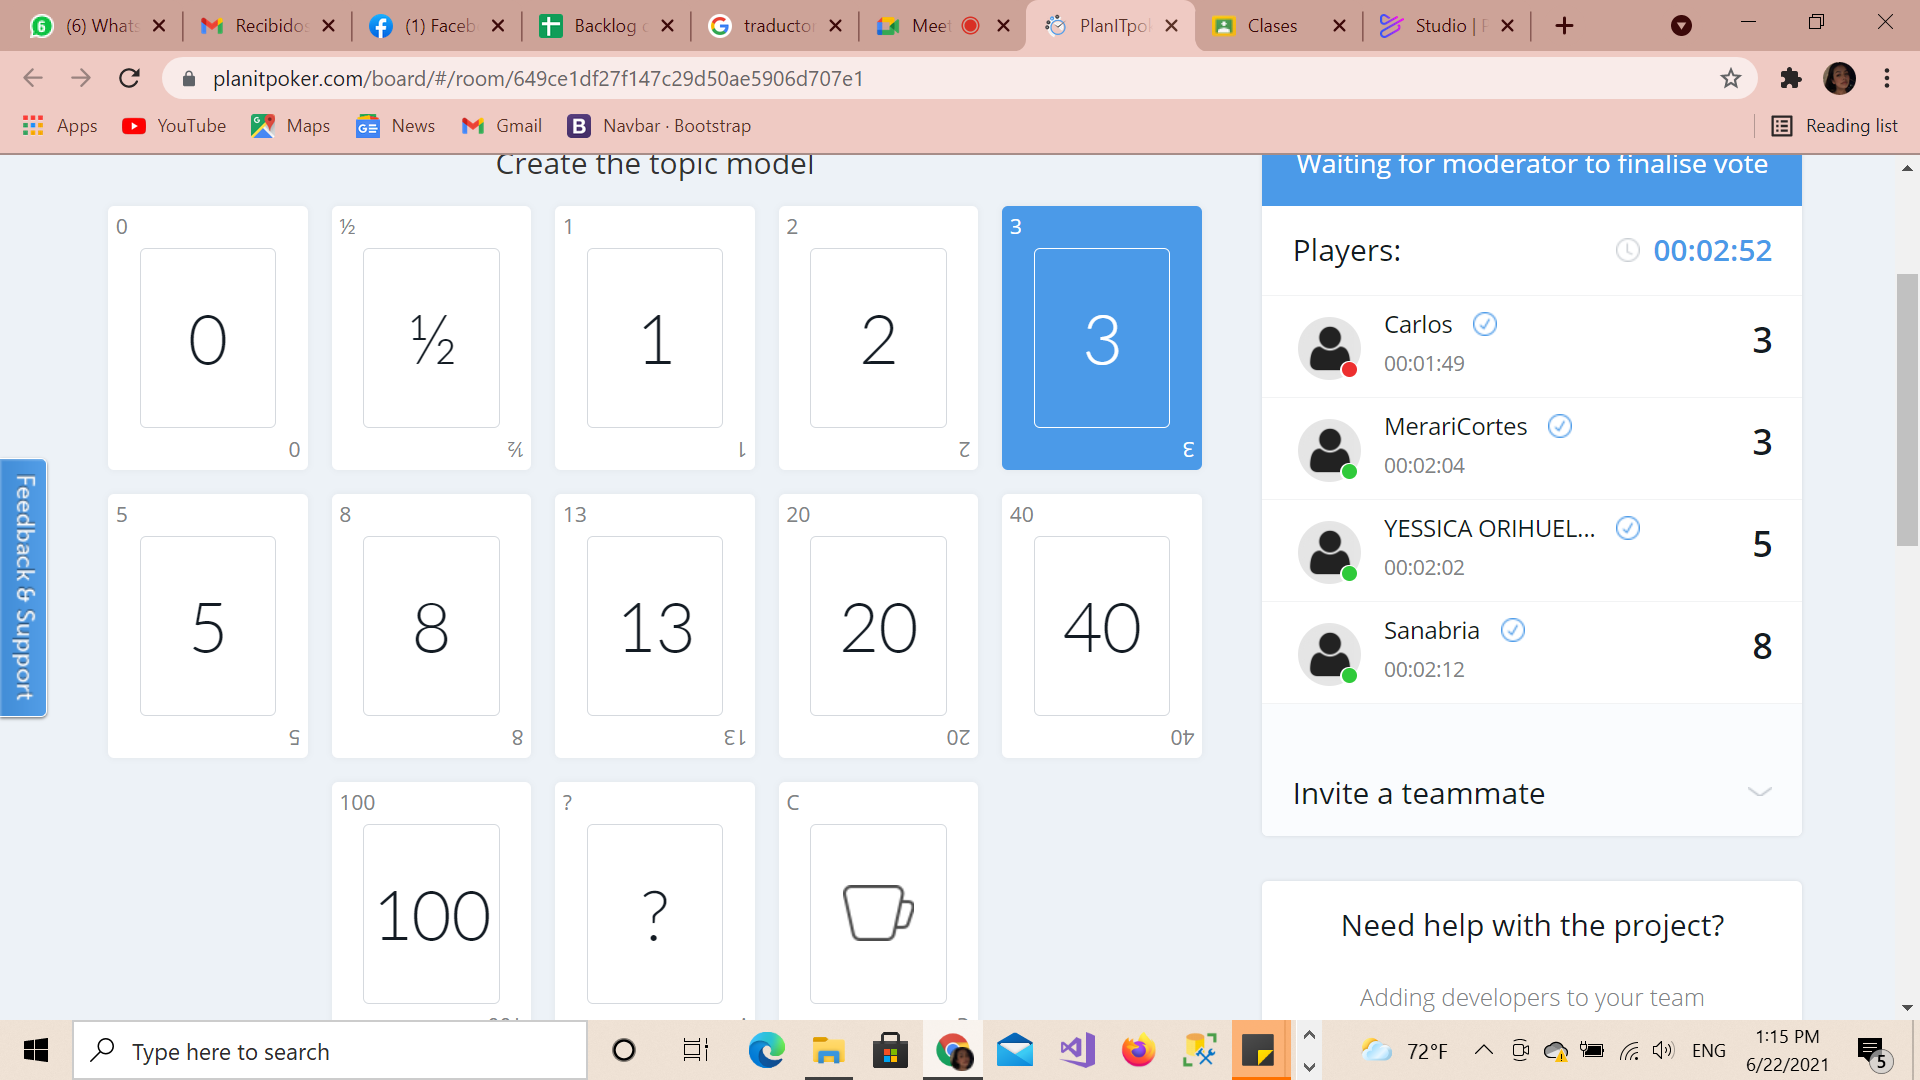 (6) Whats
Recibidos
(1) Faceb
Backlog
traductor
Meet
PlanITpok
Clases
Studio |
planitpoker.com/board/#/room/649ce1df27f147c29d50ae5906d707e1
Apps
YouTube
Maps
News
Gmail
Navbar · Bootstrap
Reading list
Create the topic model
Waiting for moderator to finalise vote
0
0
0
½
½
½
1
1
1
2
2
2
3
3
3
5
5
5
8
8
8
13
13
13
20
20
20
40
40
40
100
100
?
?
C
Players:
00:02:52
Carlos
00:01:49
3
MerariCortes
00:02:04
3
YESSICA ORIHUEL...
00:02:02
5
Sanabria
00:02:12
8
Invite a teammate
Need help with the project?
Adding developers to your team
Feedback & Support
Type here to search
72°F
ENG
1:15 PM
6/22/2021
5